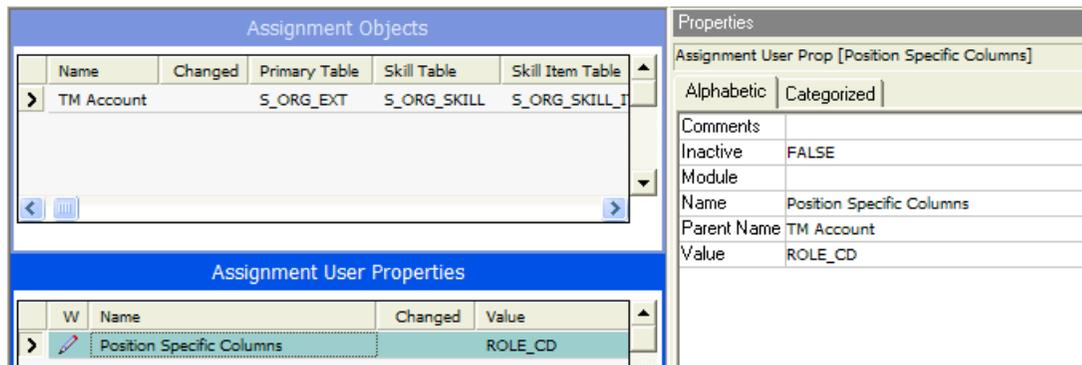 Assignment Objects
Name Changed Primary Table Skill Table Skill Item Table
TM Account S_ORG_EXT S_ORG_SKILL S_ORG_SKILL_I
Assignment User Properties
W Name Changed Value
Position Specific Columns ROLE_CD
Properties
Assignment User Prop [Position Specific Columns]
Alphabetic Categorized
Comments
Inactive FALSE
Module
Name Position Specific Columns
Parent Name TM Account
Value ROLE_CD